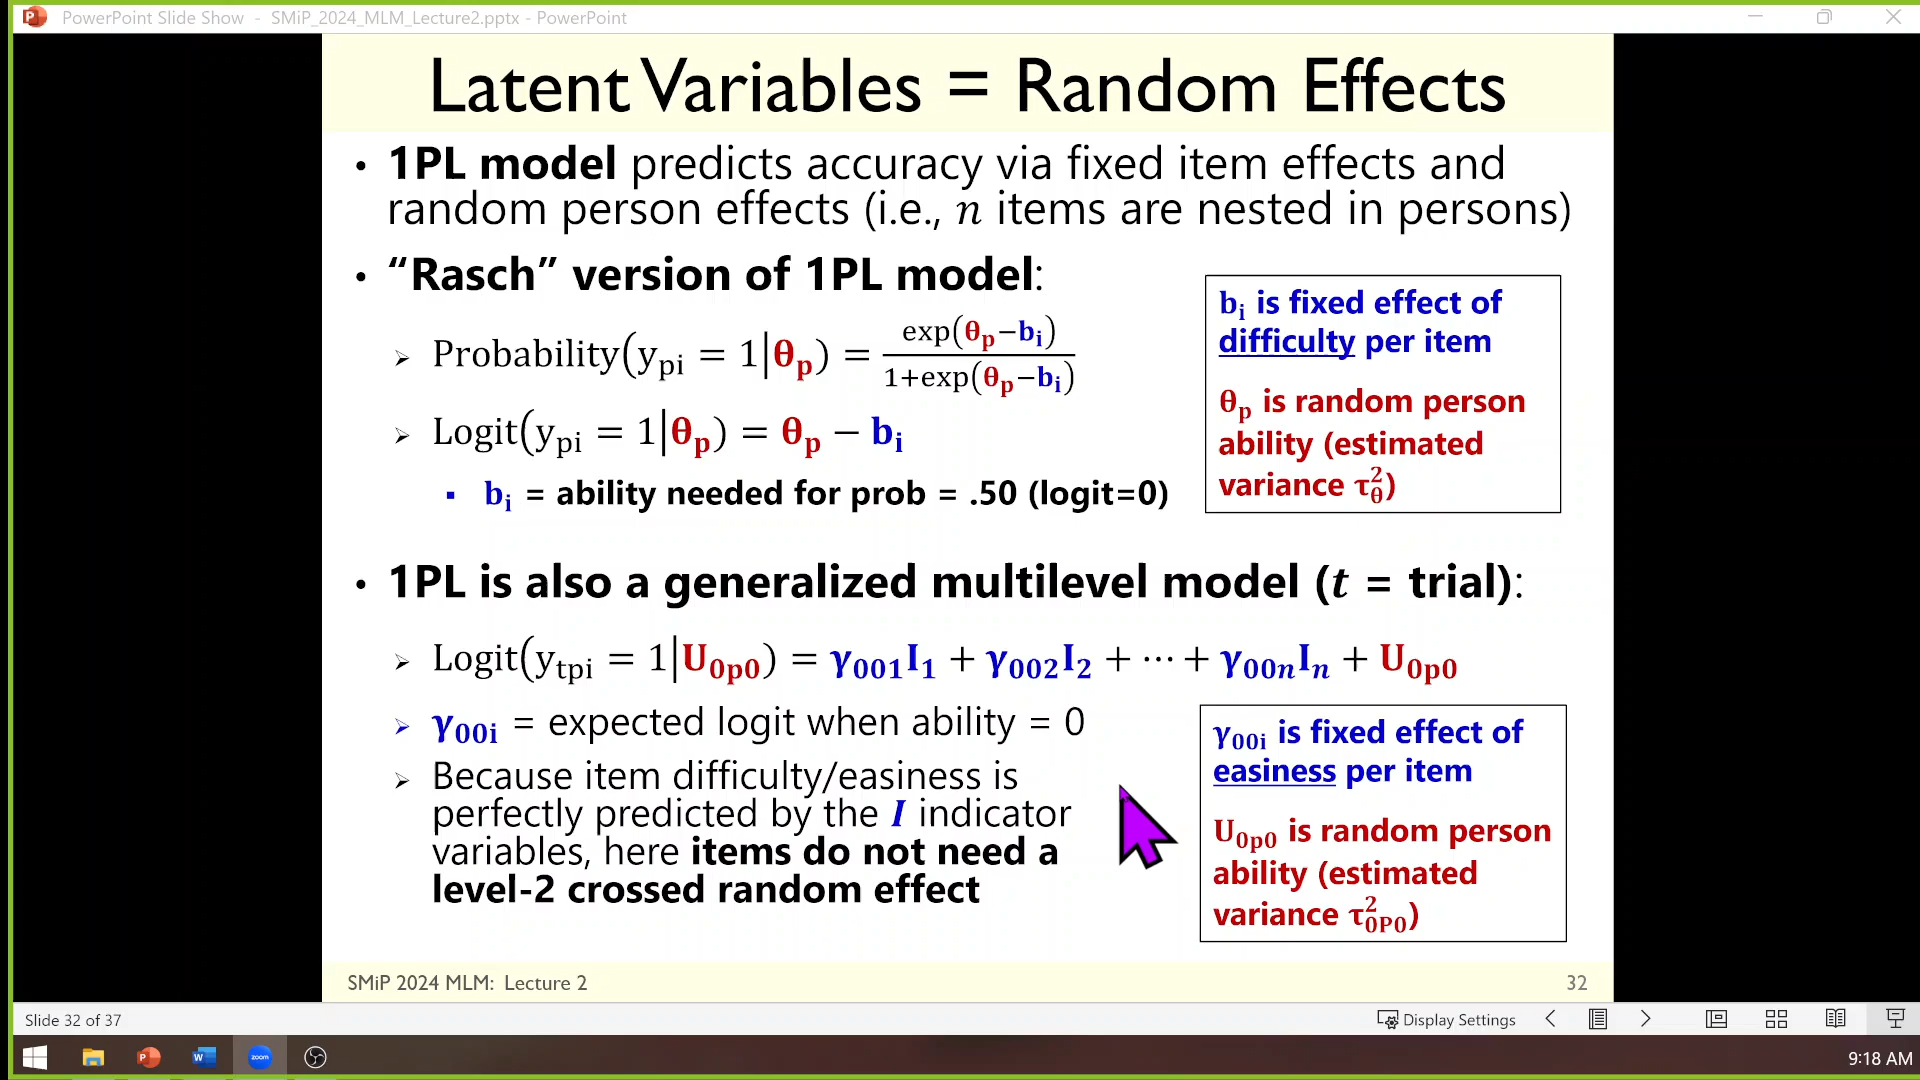 PowerPoint Slide Show - SMiP_2024_MLM_Lecture2.pptx - PowerPoint
Latent Variables = Random Effects
• 1PL model predicts accuracy via fixed item effects and
random person effects (i.e., n items are nested in persons)
• “Rasch” version of 1PL model:
➢ Probability(y_pi = 1|θ_p) = exp(θ_p−b_i) / 1+exp(θ_p−b_i)
➢ Logit(y_pi = 1|θ_p) = θ_p − b_i
▪ b_i = ability needed for prob = .50 (logit=0)
b_i is fixed effect of
difficulty per item
θ_p is random person
ability (estimated
variance τ²_θ)
• 1PL is also a generalized multilevel model (t = trial):
➢ Logit(y_tpi = 1|U_0p0) = γ_001 I_1 + γ_002 I_2 + ⋯ + γ_00n I_n + U_0p0
➢ γ_00i = expected logit when ability = 0
➢ Because item difficulty/easiness is
perfectly predicted by the I indicator
variables, here items do not need a
level-2 crossed random effect
γ_00i is fixed effect of
easiness per item
U_0p0 is random person
ability (estimated
variance τ²_0P0)
SMiP 2024 MLM: Lecture 2
32
Slide 32 of 37
Display Settings
zoom
9:18 AM